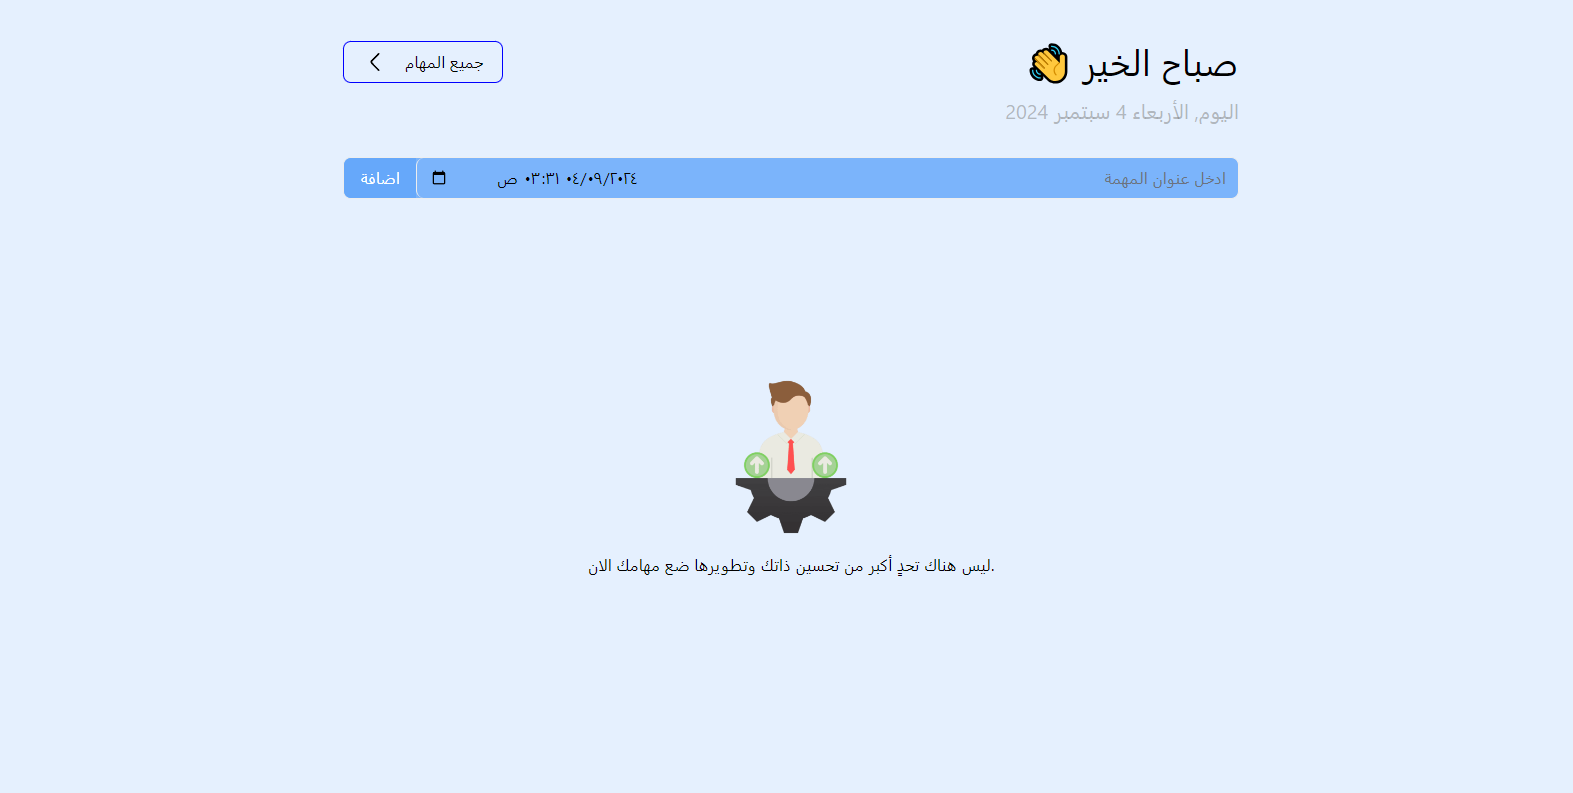 صباح الخير 👋
جميع المهام
اليوم, الأربعاء 4 سبتمبر 2024
ادخل عنوان المهمة
٠٤/٠٩/٢٠٢٤ ٠٣:٣١ ص
اضافة
ليس هناك تحدٍ أكبر من تحسين ذاتك وتطويرها ضع مهامك الان.